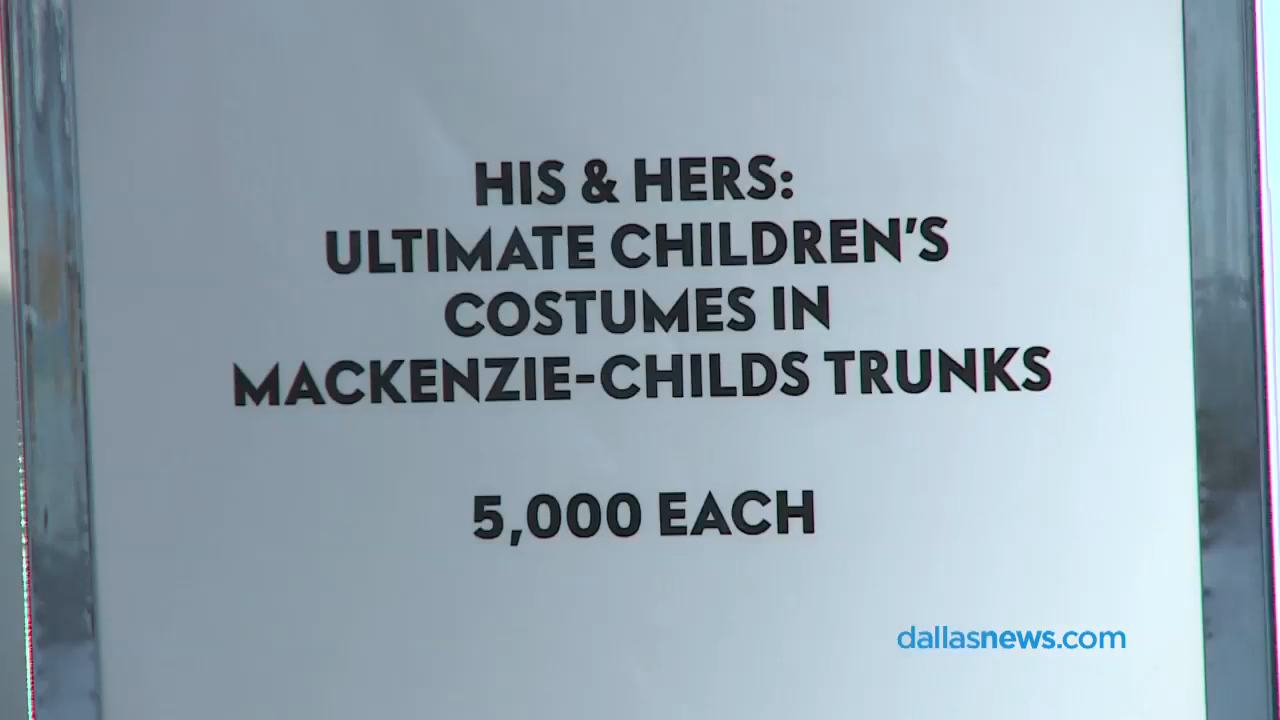 HIS & HERS:
ULTIMATE CHILDREN'S
COSTUMES IN
MACKENZIE-CHILDS TRUNKS
5,000 EACH
dallasnews.com